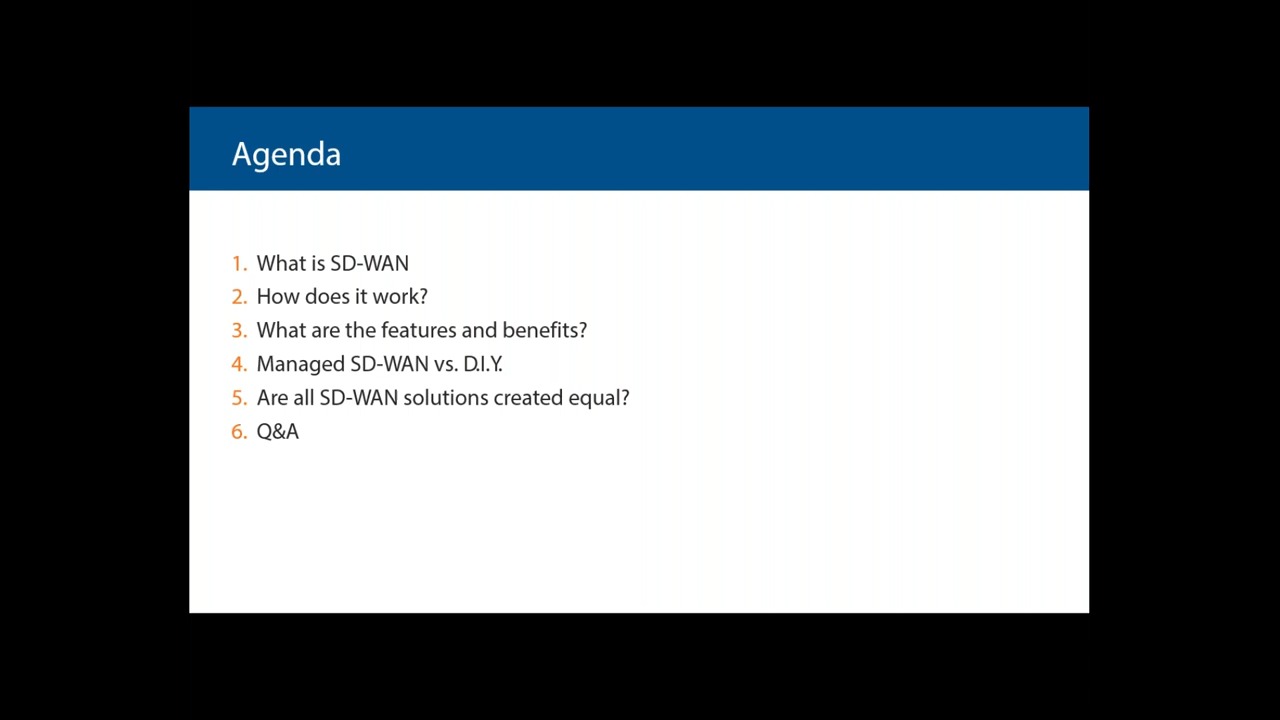 Agenda
1. What is SD-WAN
2. How does it work?
3. What are the features and benefits?
4. Managed SD-WAN vs. D.I.Y.
5. Are all SD-WAN solutions created equal?
6. Q&A